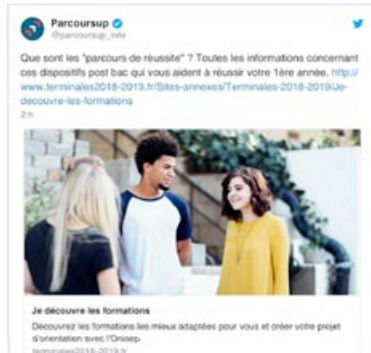 Parcoursup
@parcoursup_info
Que sont les "parcours de réussite" ? Toutes les informations concernant
ces dispositifs post bac qui vous aident à réussir votre 1ère année. http://
www.terminales2018-2019.fr/Sites-annexes/Terminales-2018-2019/Je-
decouvre-les-formations
2 h
Je découvre les formations
Découvrez les formations les mieux adaptées pour vous et créer votre projet
d'orientation avec l'Onisep
terminales2018-2019.fr